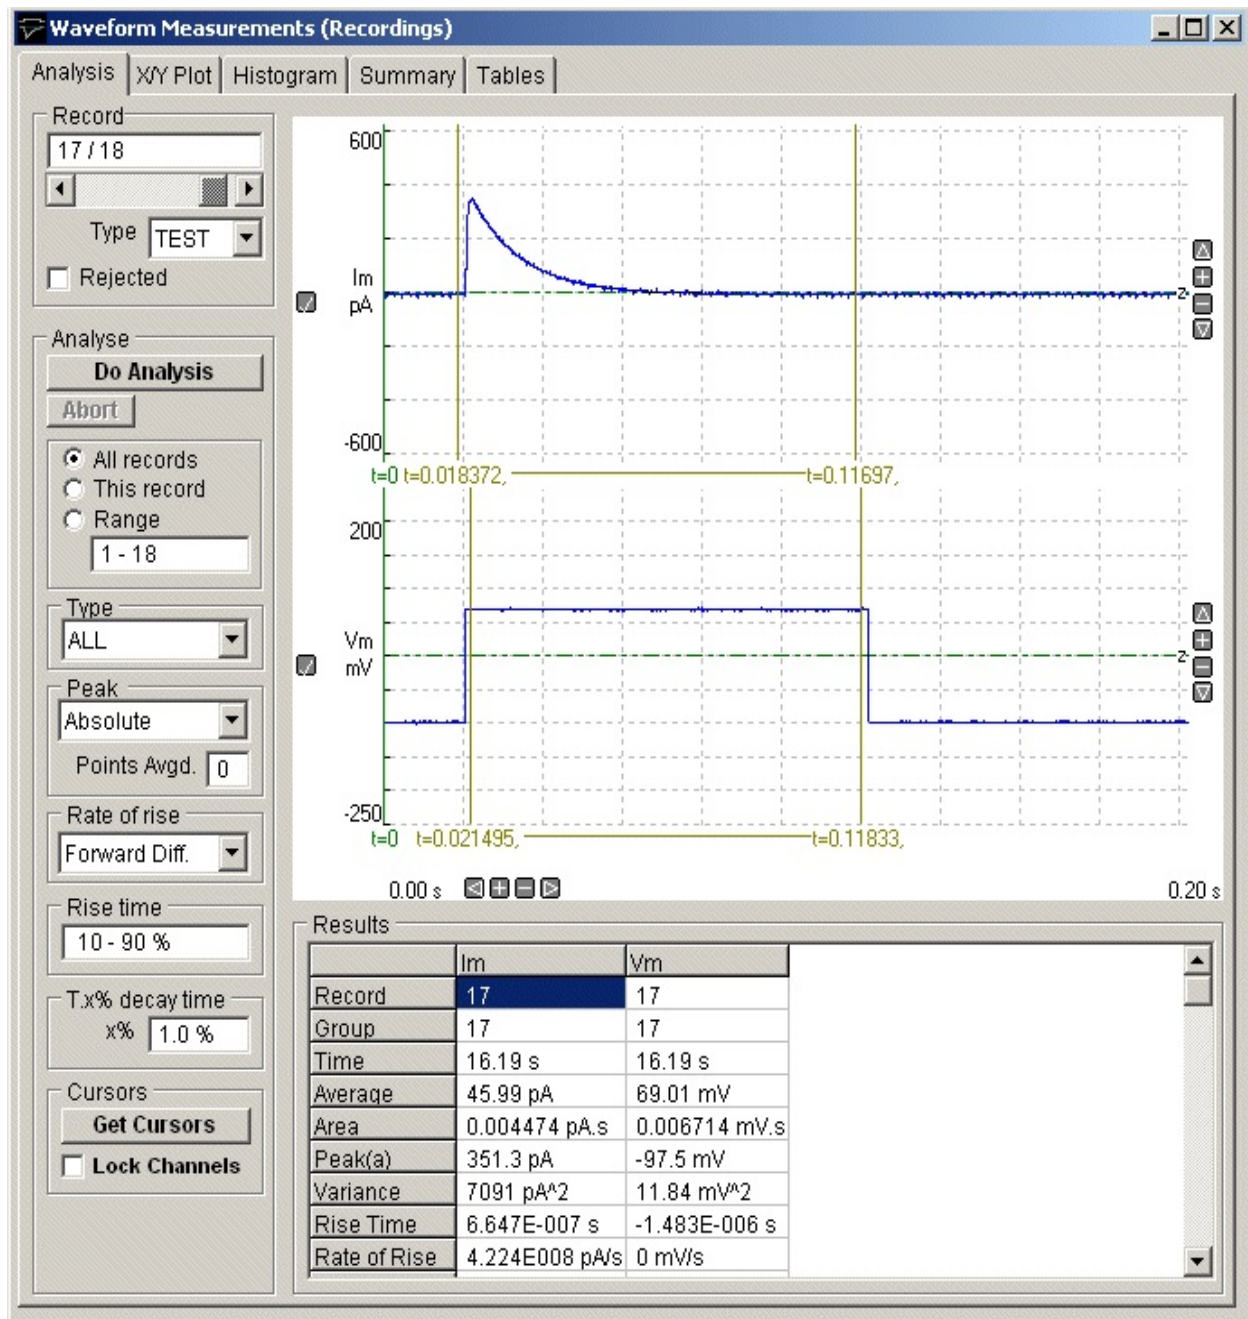 Waveform Measurements (Recordings)
Analysis X/Y Plot Histogram Summary Tables
Record
17 / 18
Type TEST
Rejected
Analyse
Do Analysis
Abort
All records
This record
Range
1 - 18
Type
ALL
Peak
Absolute
Points Avgd. 0
Rate of rise
Forward Diff.
Rise time
10 - 90 %
T.x% decay time
x% 1.0 %
Cursors
Get Cursors
Lock Channels
600
Im
pA
z
-600
t=0 t=0.018372, t=0.11697,
200
Vm
mV
z
-250
t=0 t=0.021495, t=0.11833,
0.00 s 0.20 s
Results
Im Vm
Record 17 17
Group 17 17
Time 16.19 s 16.19 s
Average 45.99 pA 69.01 mV
Area 0.004474 pA.s 0.006714 mV.s
Peak(a) 351.3 pA -97.5 mV
Variance 7091 pA^2 11.84 mV^2
Rise Time 6.647E-007 s -1.483E-006 s
Rate of Rise 4.224E008 pA/s 0 mV/s